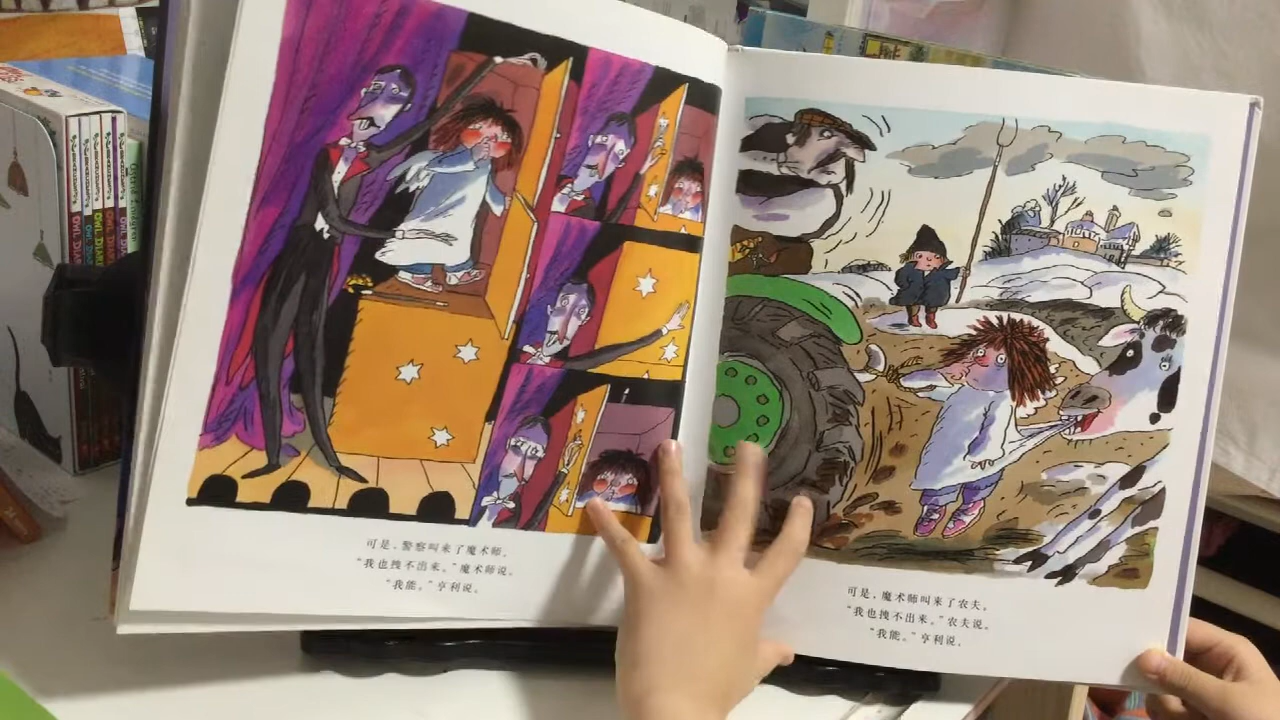 OWL DIARIES
可是，警察叫来了魔术师。
“我也拽不出来。”魔术师说。
“我能。”亨利说。
可是，魔术师叫来了农夫。
“我也拽不出来。”农夫说。
“我能。”亨利说。